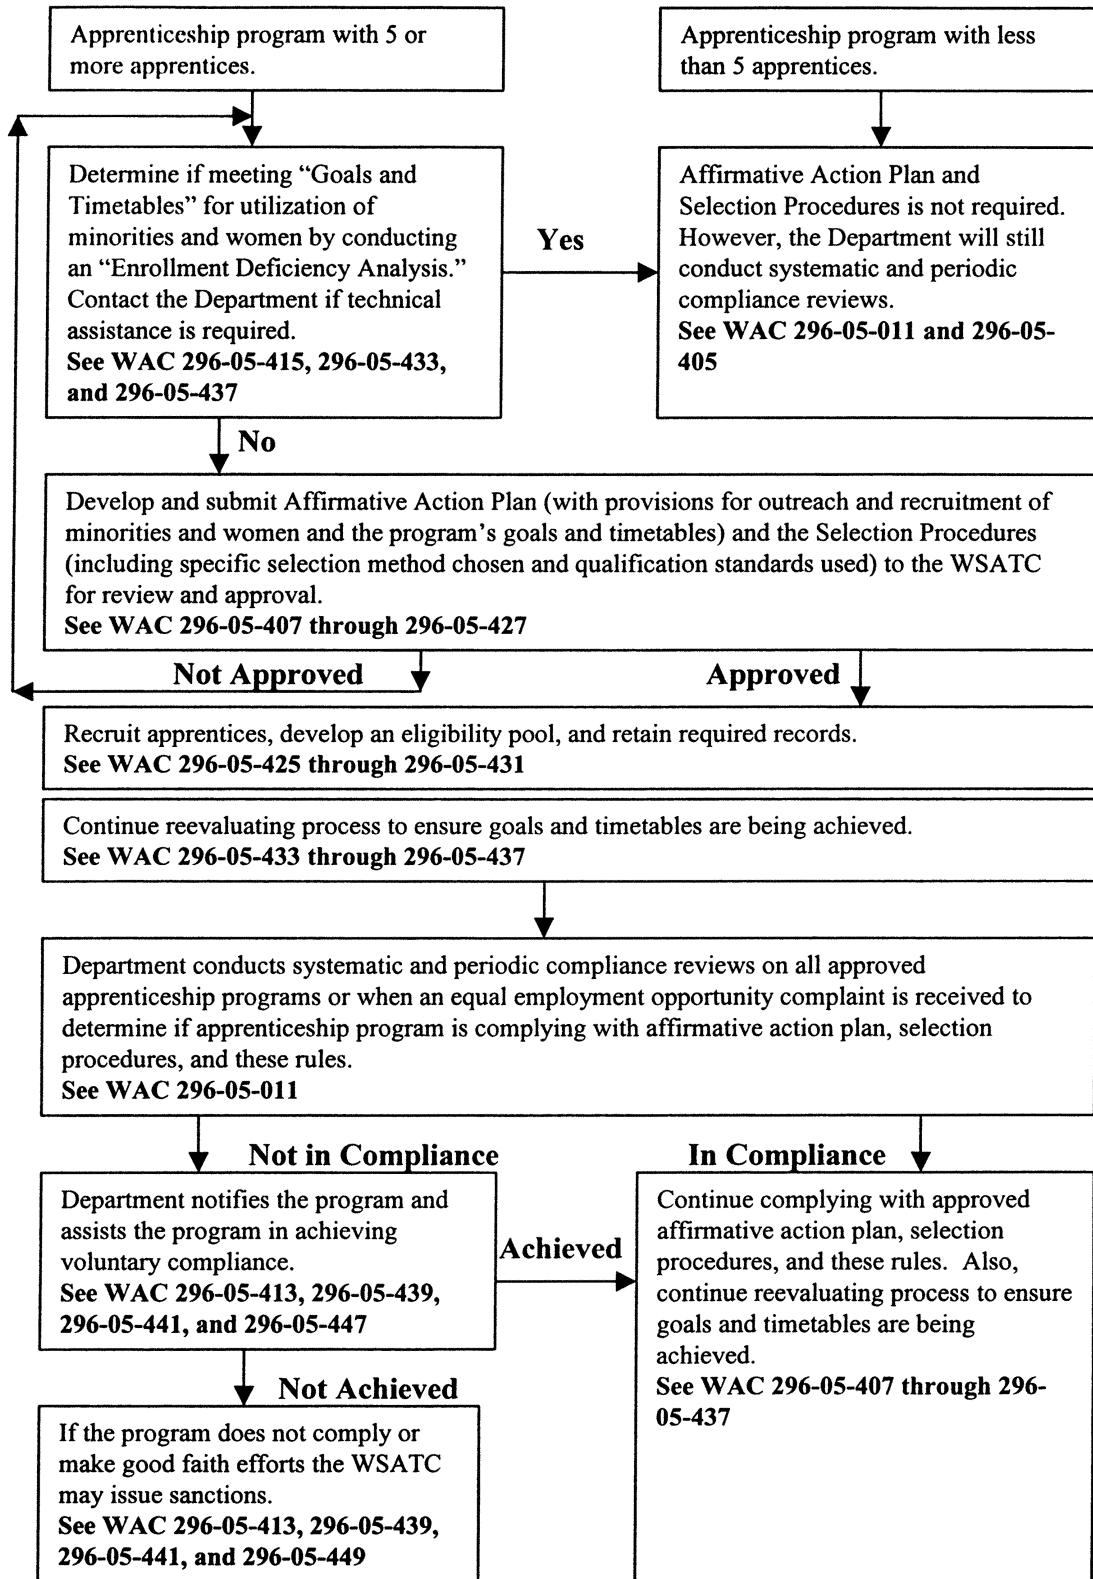 Apprenticeship program with 5 or
more apprentices.
Apprenticeship program with less
than 5 apprentices.
Determine if meeting “Goals and
Timetables” for utilization of
minorities and women by conducting
an “Enrollment Deficiency Analysis.”
Contact the Department if technical
assistance is required.
See WAC 296-05-415, 296-05-433,
and 296-05-437
Yes
Affirmative Action Plan and
Selection Procedures is not required.
However, the Department will still
conduct systematic and periodic
compliance reviews.
See WAC 296-05-011 and 296-05-
405
No
Develop and submit Affirmative Action Plan (with provisions for outreach and recruitment of
minorities and women and the program’s goals and timetables) and the Selection Procedures
(including specific selection method chosen and qualification standards used) to the WSATC
for review and approval.
See WAC 296-05-407 through 296-05-427
Not Approved
Approved
Recruit apprentices, develop an eligibility pool, and retain required records.
See WAC 296-05-425 through 296-05-431
Continue reevaluating process to ensure goals and timetables are being achieved.
See WAC 296-05-433 through 296-05-437
Department conducts systematic and periodic compliance reviews on all approved
apprenticeship programs or when an equal employment opportunity complaint is received to
determine if apprenticeship program is complying with affirmative action plan, selection
procedures, and these rules.
See WAC 296-05-011
Not in Compliance
In Compliance
Department notifies the program and
assists the program in achieving
voluntary compliance.
See WAC 296-05-413, 296-05-439,
296-05-441, and 296-05-447
Achieved
Continue complying with approved
affirmative action plan, selection
procedures, and these rules.  Also,
continue reevaluating process to ensure
goals and timetables are being
achieved.
See WAC 296-05-407 through 296-
05-437
Not Achieved
If the program does not comply or
make good faith efforts the WSATC
may issue sanctions.
See WAC 296-05-413, 296-05-439,
296-05-441, and 296-05-449